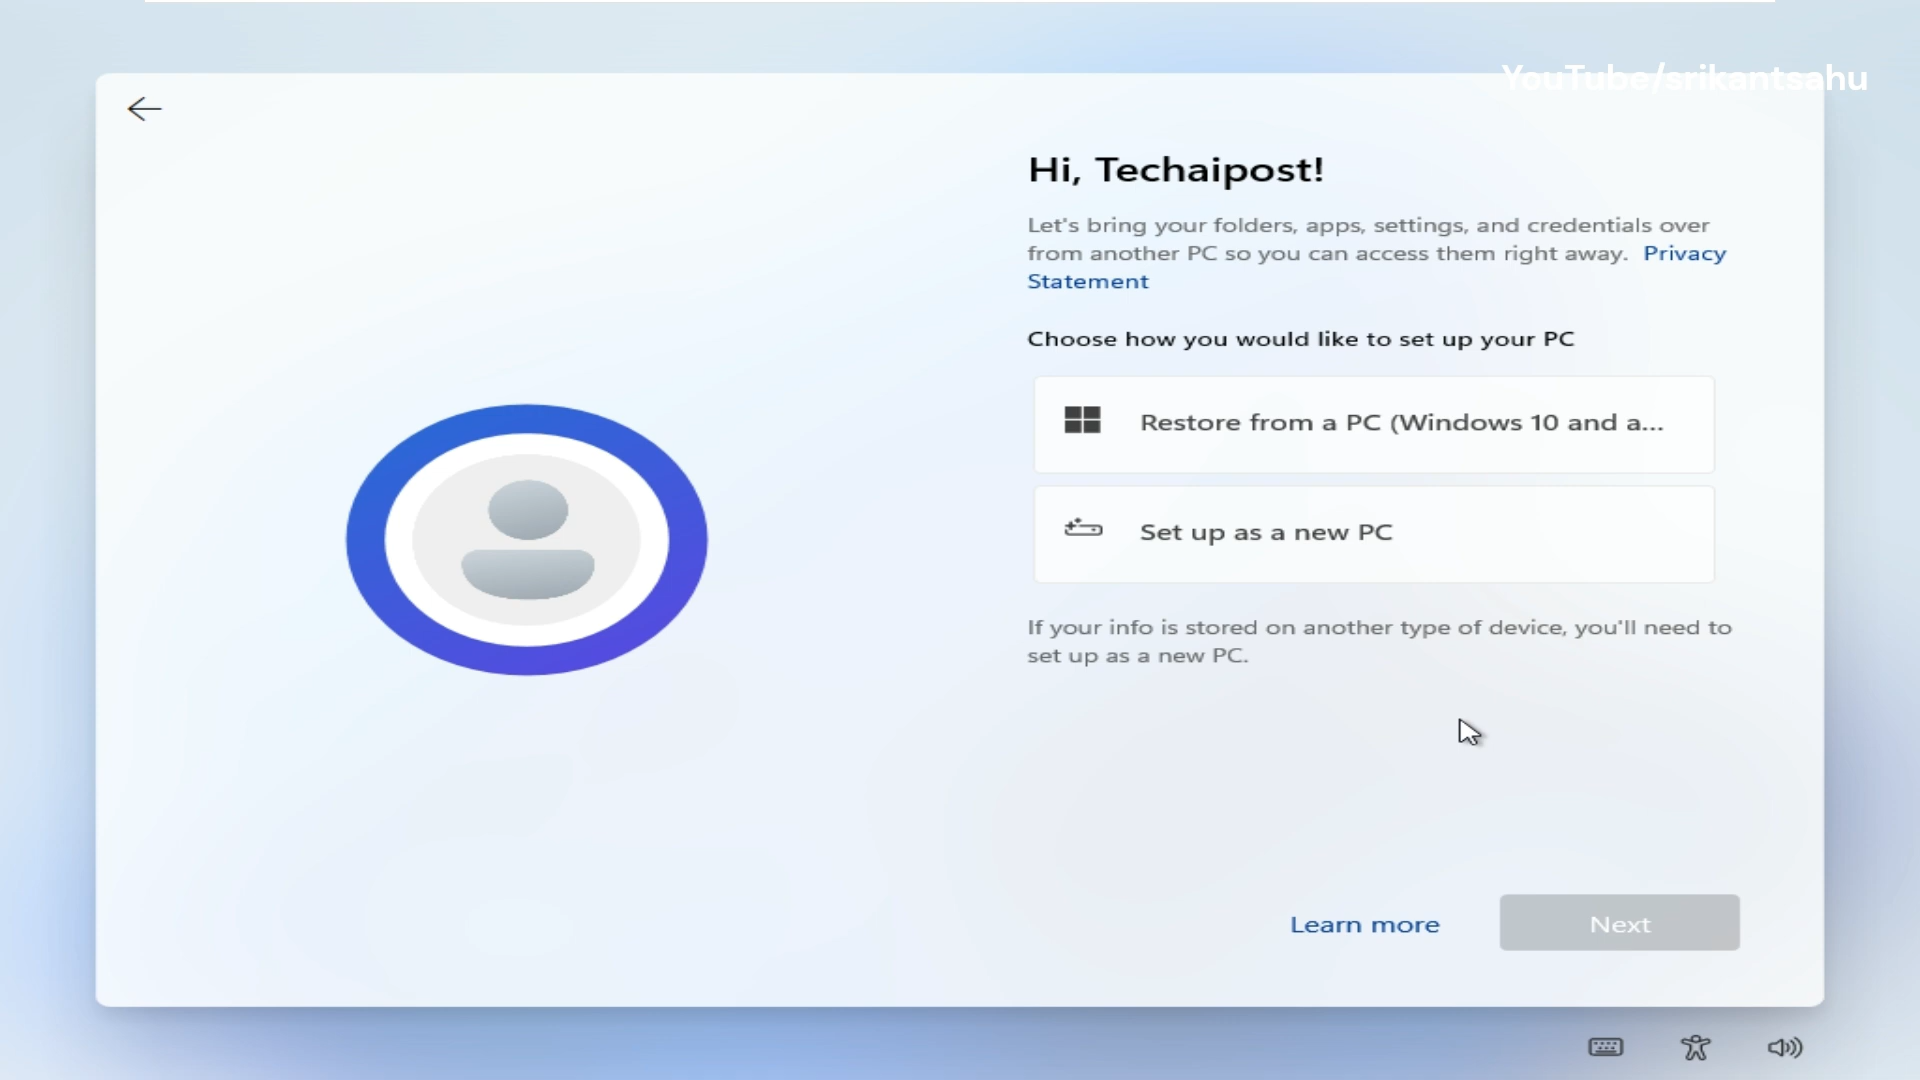 YouTube/srikantsahu
Hi, Techaipost!
Let's bring your folders, apps, settings, and credentials over
from another PC so you can access them right away. Privacy
Statement
Choose how you would like to set up your PC
Restore from a PC (Windows 10 and a...
Set up as a new PC
If your info is stored on another type of device, you'll need to
set up as a new PC.
Learn more
Next